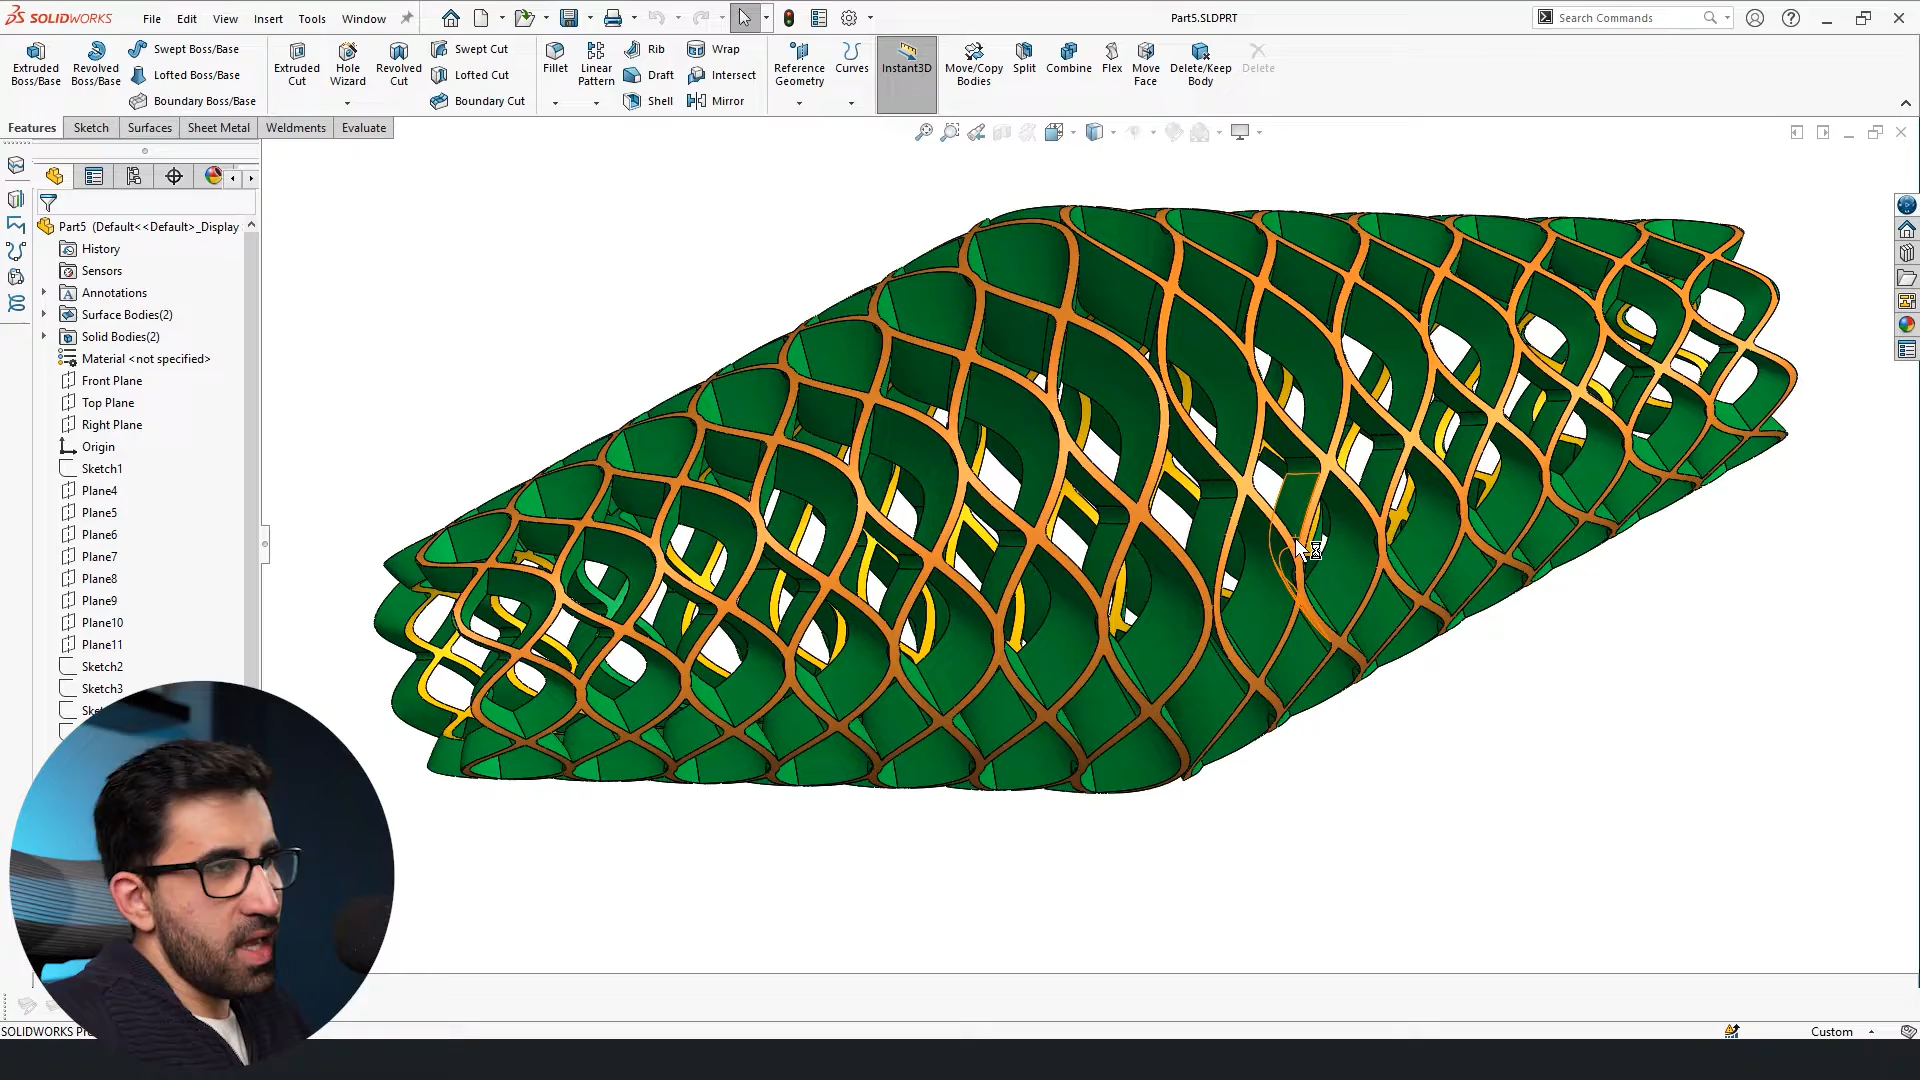 SOLIDWORKS File Edit View Insert Tools Window Part5.SLDPRT Search Commands
Extruded Boss/Base
Revolved Boss/Base
Swept Boss/Base
Lofted Boss/Base
Boundary Boss/Base
Extruded Cut
Hole Wizard
Revolved Cut
Swept Cut
Lofted Cut
Boundary Cut
Fillet
Linear Pattern
Rib
Draft
Shell
Wrap
Intersect
Mirror
Reference Geometry
Curves
Instant3D
Move/Copy Bodies
Split
Combine
Flex
Move Face
Delete/Keep Body
Delete
Features Sketch Surfaces Sheet Metal Weldments Evaluate
Part5 (Default<<Default>_Display
History
Sensors
Annotations
Surface Bodies(2)
Solid Bodies(2)
Material <not specified>
Front Plane
Top Plane
Right Plane
Origin
Sketch1
Plane4
Plane5
Plane6
Plane7
Plane8
Plane9
Plane10
Plane11
Sketch2
Sketch3
SOLIDWORKS
Custom